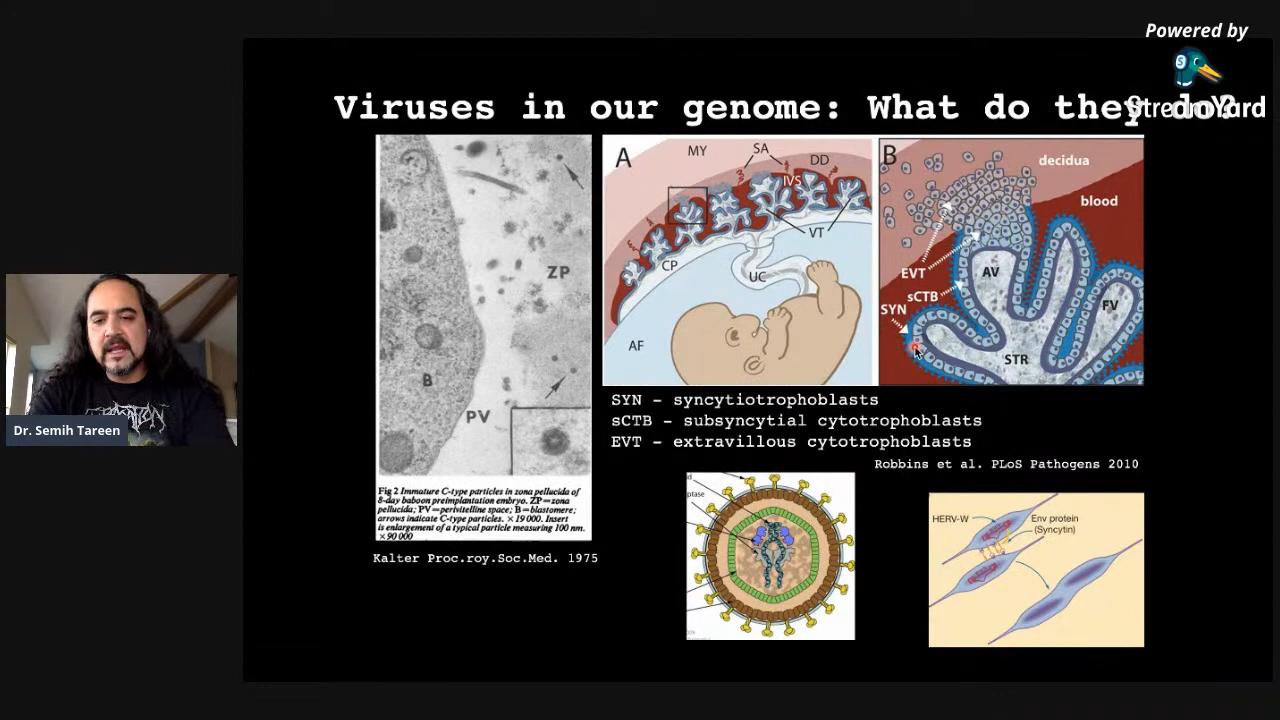 Powered by
StreamYard
Viruses in our genome: What do they do?
ZP
B
PV
Fig 2 Immature C-type particles in zona pellucida of
8-day baboon preimplantation embryo. ZP=zona
pellucida; PV=perivitelline space; B=blastomere;
arrows indicate C-type particles. ×19 000. Insert
is enlargement of a typical particle measuring 100 nm.
×90 000
Kalter Proc.roy.Soc.Med. 1975
A
MY
SA
DD
IVS
VT
CP
UC
AF
B
decidua
blood
EVT
AV
sCTB
SYN
FV
STR
SYN – syncytiotrophoblasts
sCTB – subsyncytial cytotrophoblasts
EVT – extravillous cytotrophoblasts
Robbins et al. PLoS Pathogens 2010
HERV-W
Env protein
(Syncytin)
Dr. Semih Tareen